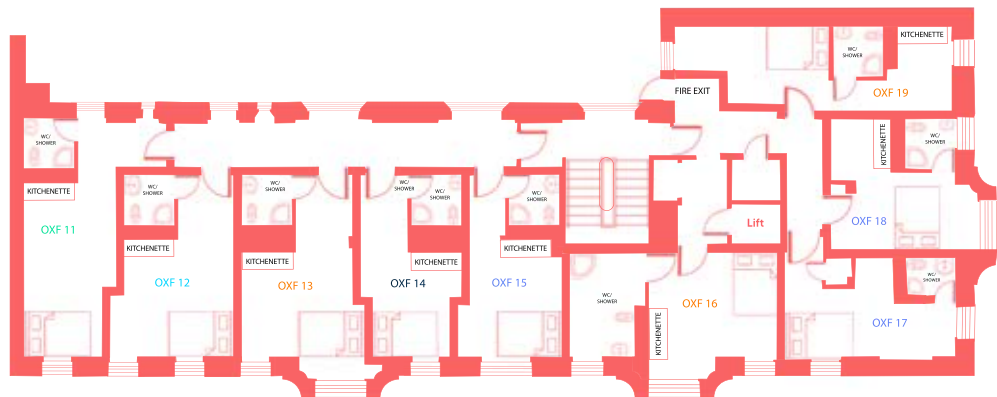 KITCHENETTE
WC/
SHOWER
FIRE EXIT
OXF 19
WC/
SHOWER
KITCHENETTE
WC/
SHOWER
WC/
SHOWER
WC/
SHOWER
WC/
SHOWER
WC/
SHOWER
WC/
SHOWER
KITCHENETTE
OXF 11
Lift
OXF 18
KITCHENETTE
KITCHENETTE
KITCHENETTE
KITCHENETTE
OXF 12
OXF 13
OXF 14
OXF 15
WC/
SHOWER
OXF 16
WC/
SHOWER
KITCHENETTE
OXF 17